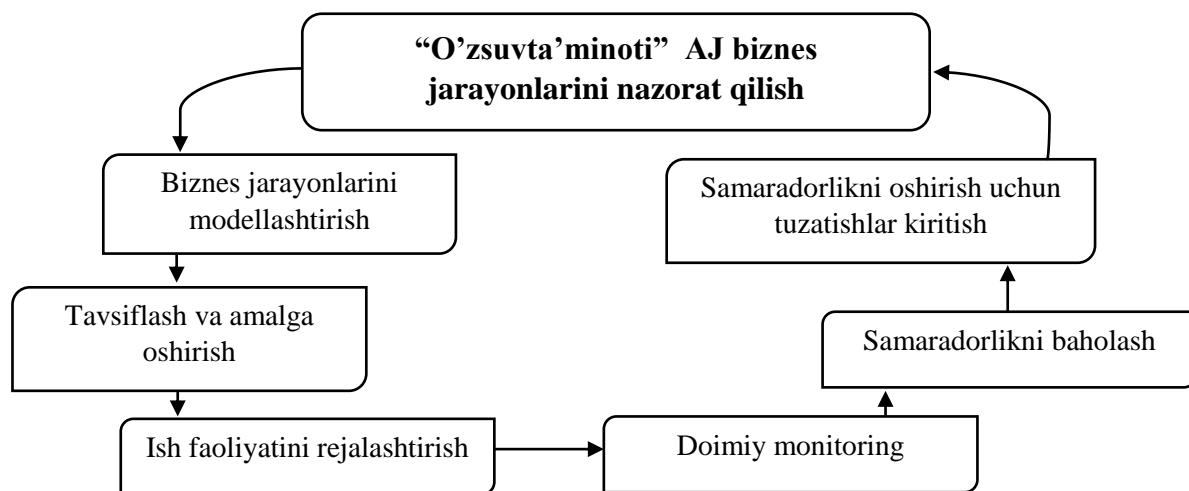 “O’zsuvta’minoti” AJ biznes
jarayonlarini nazorat qilish
Biznes jarayonlarini
modellashtirish
Tavsiflash va amalga
oshirish
Ish faoliyatini rejalashtirish
Doimiy monitoring
Samaradorlikni baholash
Samaradorlikni oshirish uchun
tuzatishlar kiritish